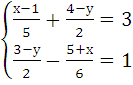 {(x-1)/5 + (4-y)/2 = 3
(3-y)/2 - (5+x)/6 = 1